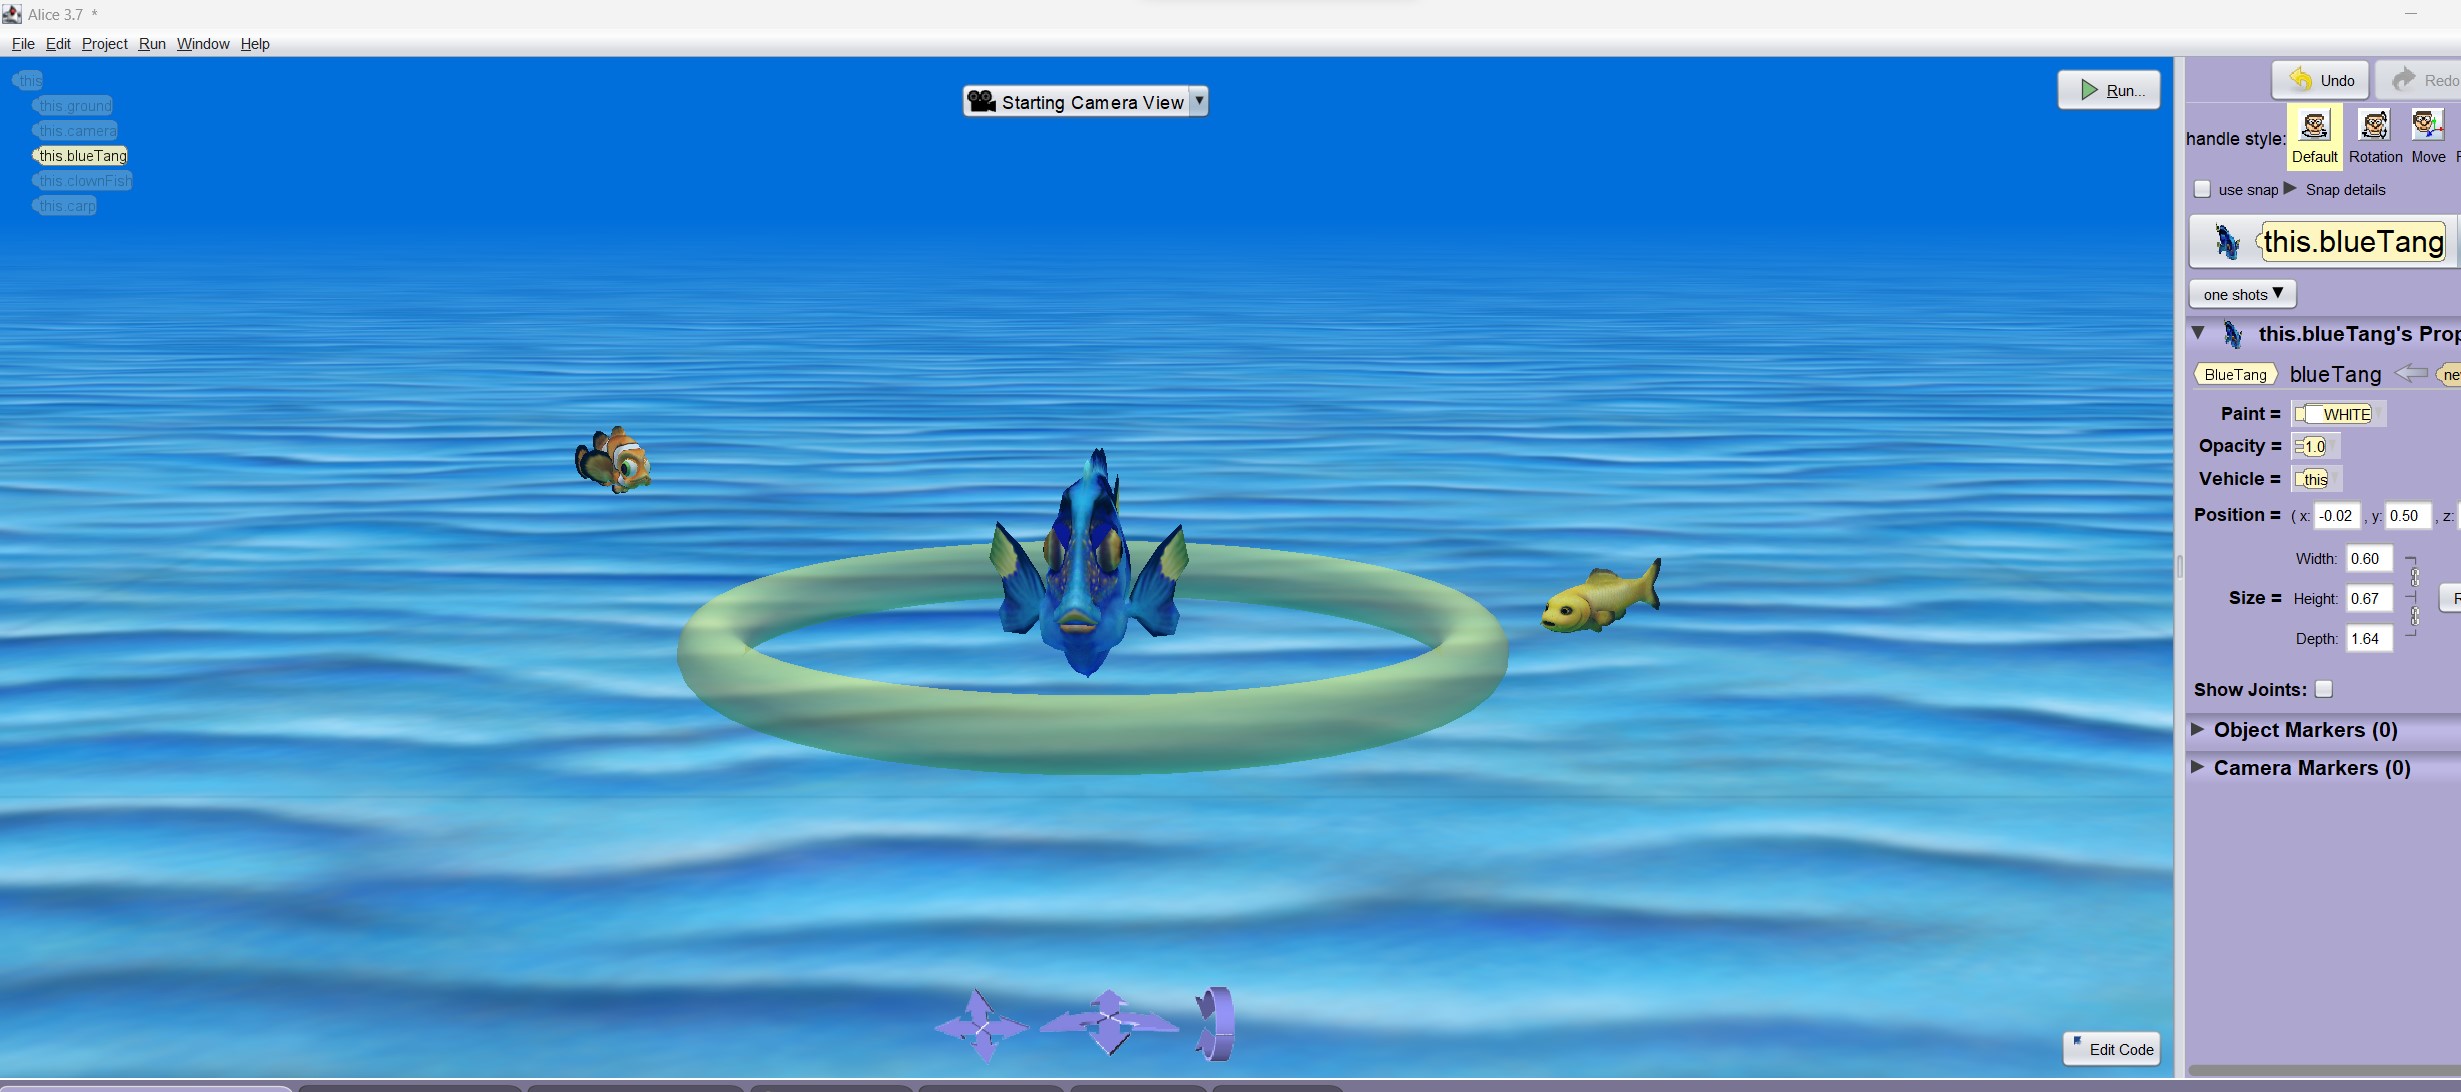 Alice 3.7 *
File Edit Project Run Window Help
this
this.ground
this.camera
this.blueTang
this.clownFish
this.carp
Starting Camera View
Run...
Undo
Redo
handle style:
Default Rotation Move
use snap Snap details
this.blueTang
one shots
this.blueTang's Prop
BlueTang blueTang ne
Paint = WHITE
Opacity = 1.0
Vehicle = this
Position = ( x: -0.02 , y: 0.50 , z:
Width: 0.60
Size = Height: 0.67
Depth: 1.64
Show Joints:
Object Markers (0)
Camera Markers (0)
Edit Code